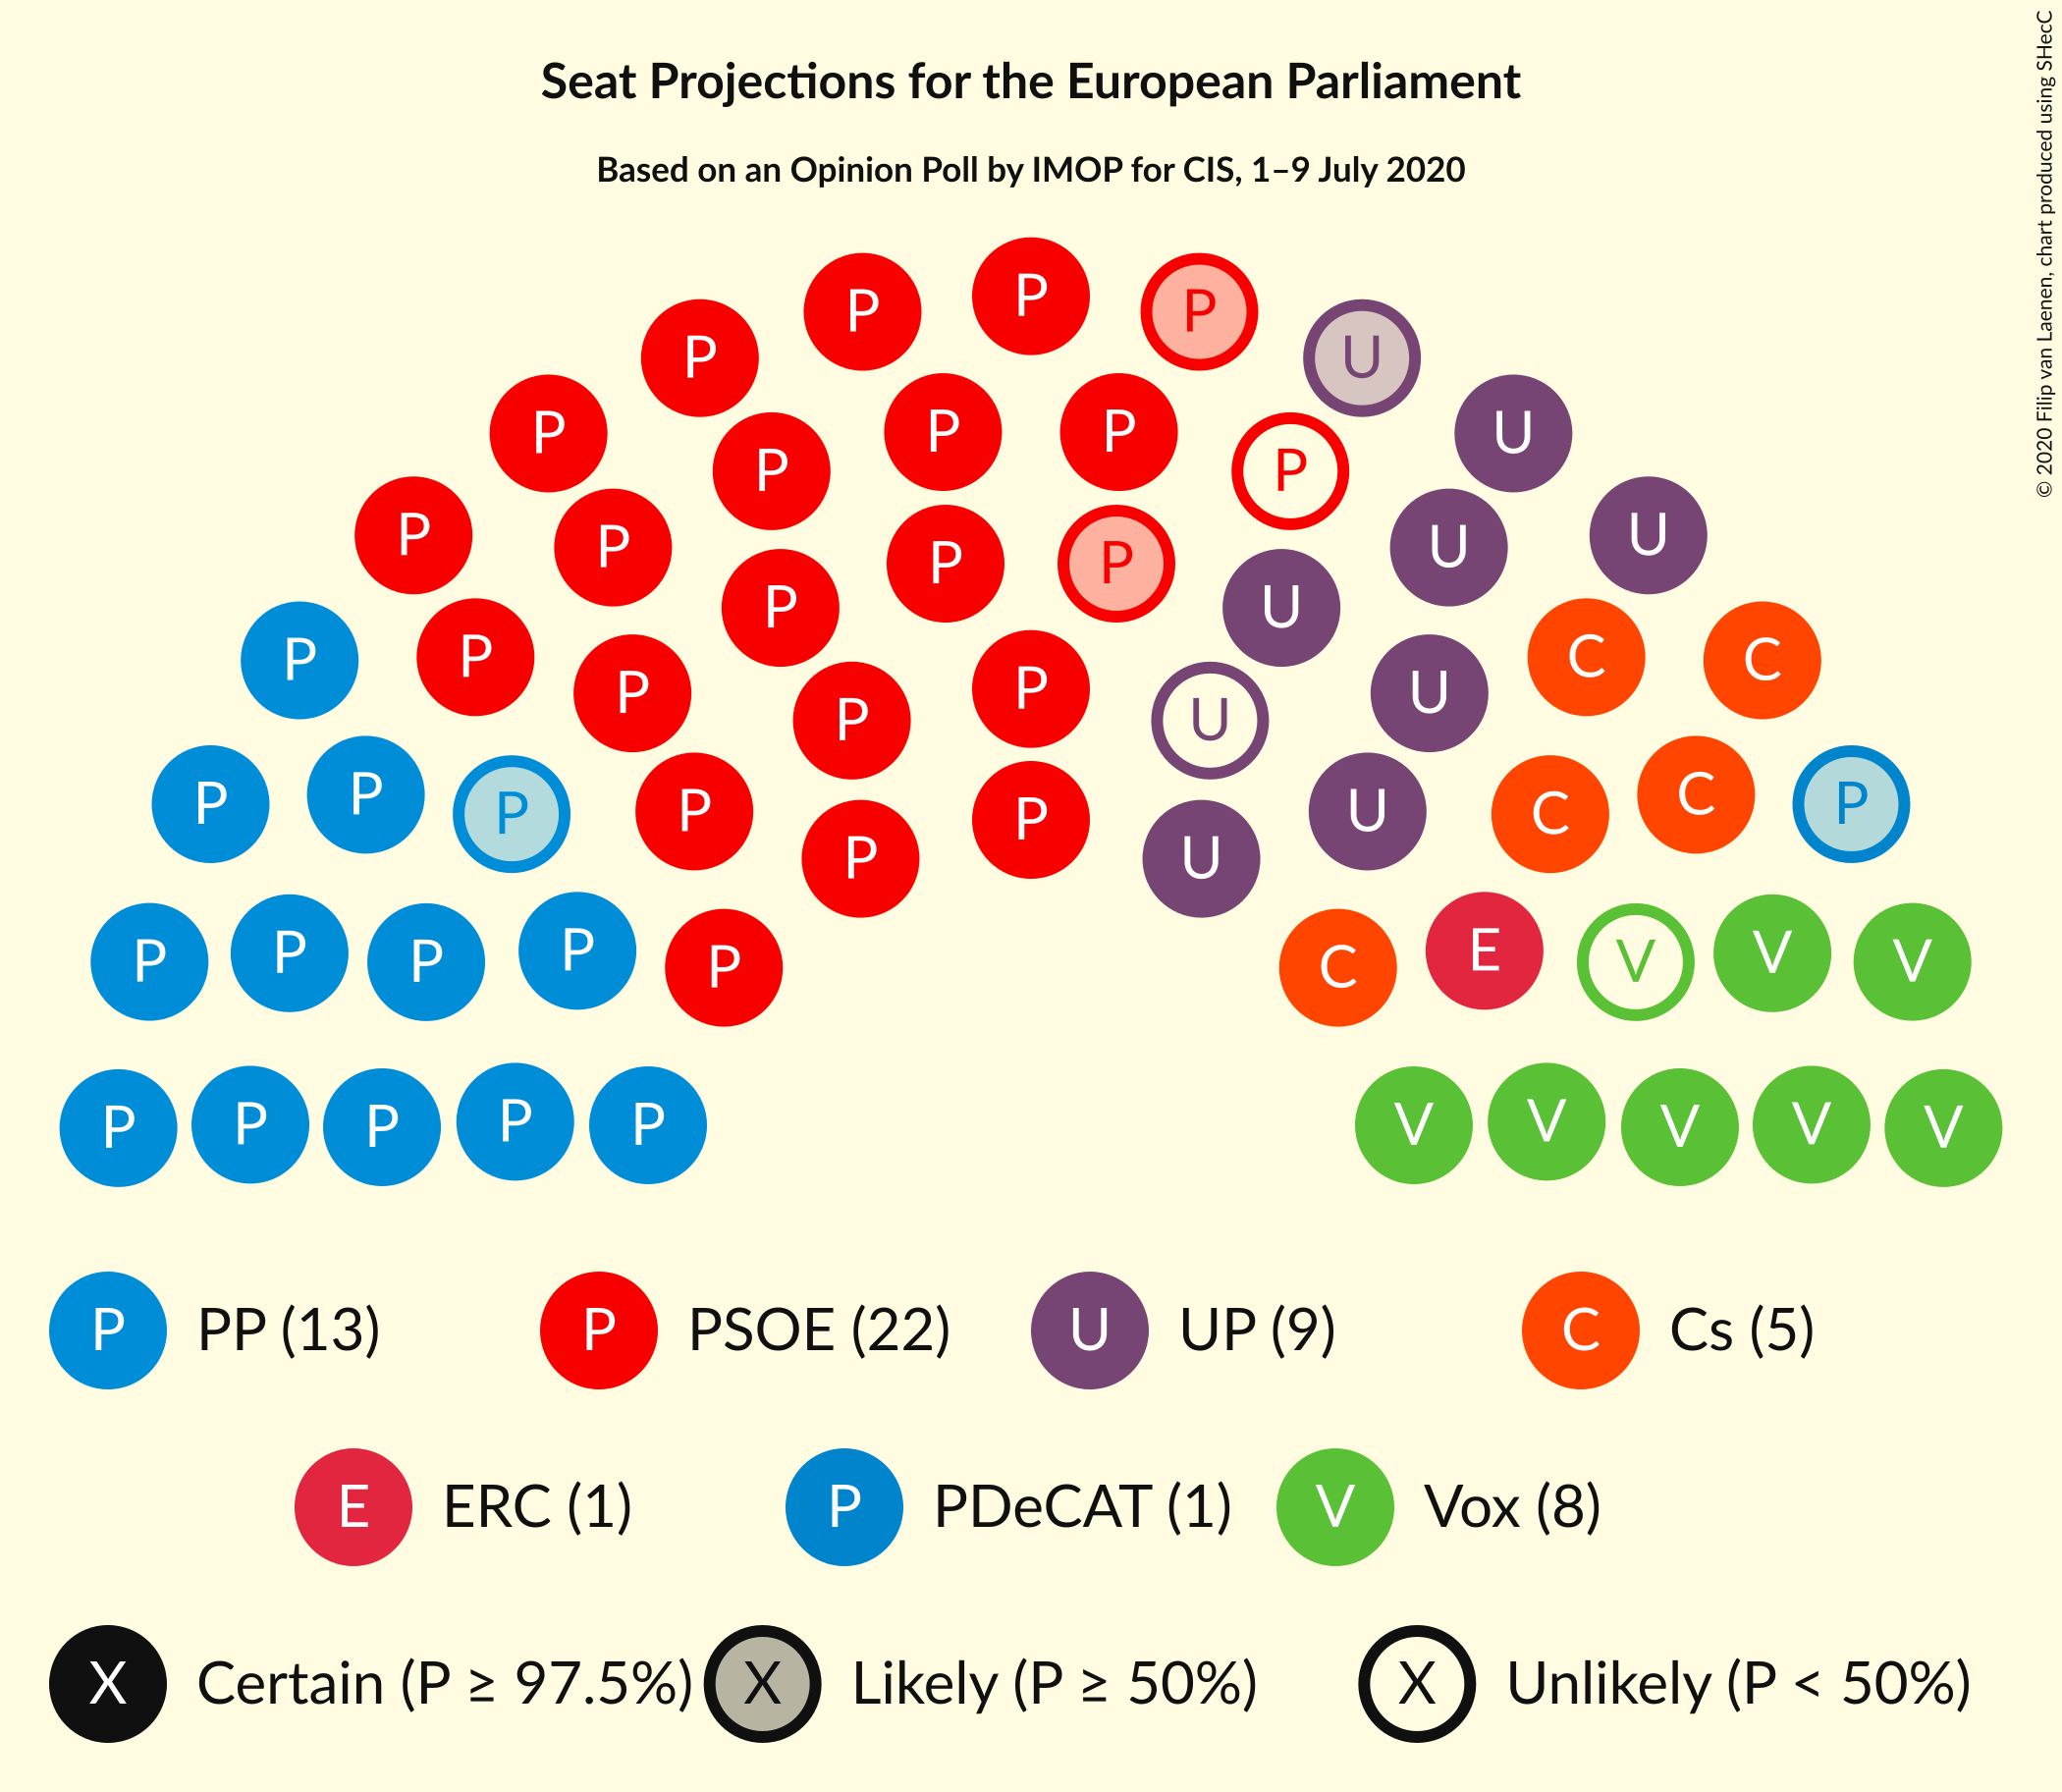 Seat Projections for the European Parliament
Based on an Opinion Poll by IMOP for CIS, 1–9 July 2020
© 2020 Filip van Laenen, chart produced using SHecC
P
P P
P U
P P
P U
P P
P P
P U
P P
P U
P U
P P
U
P C
P C
P P
U U
P P
P C
P P
P U
C P
P P
P P
P C
E V
V V
P P
P P
P V
V V
V V
P PP (13) P PSOE (22) U UP (9) C Cs (5)
E ERC (1) P PDeCAT (1) V Vox (8)
X Certain (P ≥ 97.5%) X Likely (P ≥ 50%) X Unlikely (P < 50%)